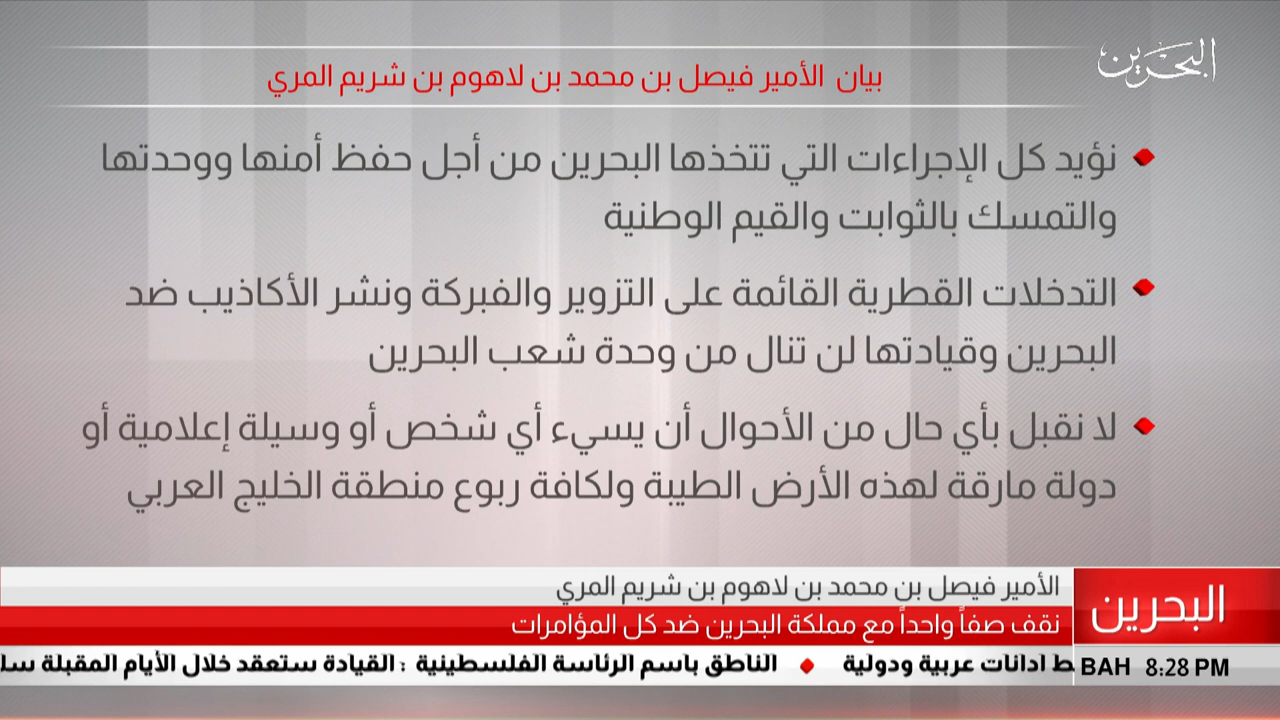 البحرين
بيان الأمير فيصل بن محمد بن لاهوم بن شريم المري
نؤيد كل الإجراءات التي تتخذها البحرين من أجل حفظ أمنها ووحدتها
والتمسك بالثوابت والقيم الوطنية
التدخلات القطرية القائمة على التزوير والفبركة ونشر الأكاذيب ضد
البحرين وقيادتها لن تنال من وحدة شعب البحرين
لا نقبل بأي حال من الأحوال أن يسيء أي شخص أو وسيلة إعلامية أو
دولة مارقة لهذه الأرض الطيبة ولكافة ربوع منطقة الخليج العربي
البحرين
الأمير فيصل بن محمد بن لاهوم بن شريم المري
نقف صفاً واحداً مع مملكة البحرين ضد كل المؤامرات
BAH 8:28 PM
ادانات عربية ودولية ♦ الناطق باسم الرئاسة الفلسطينية : القيادة ستعقد خلال الأيام المقبلة